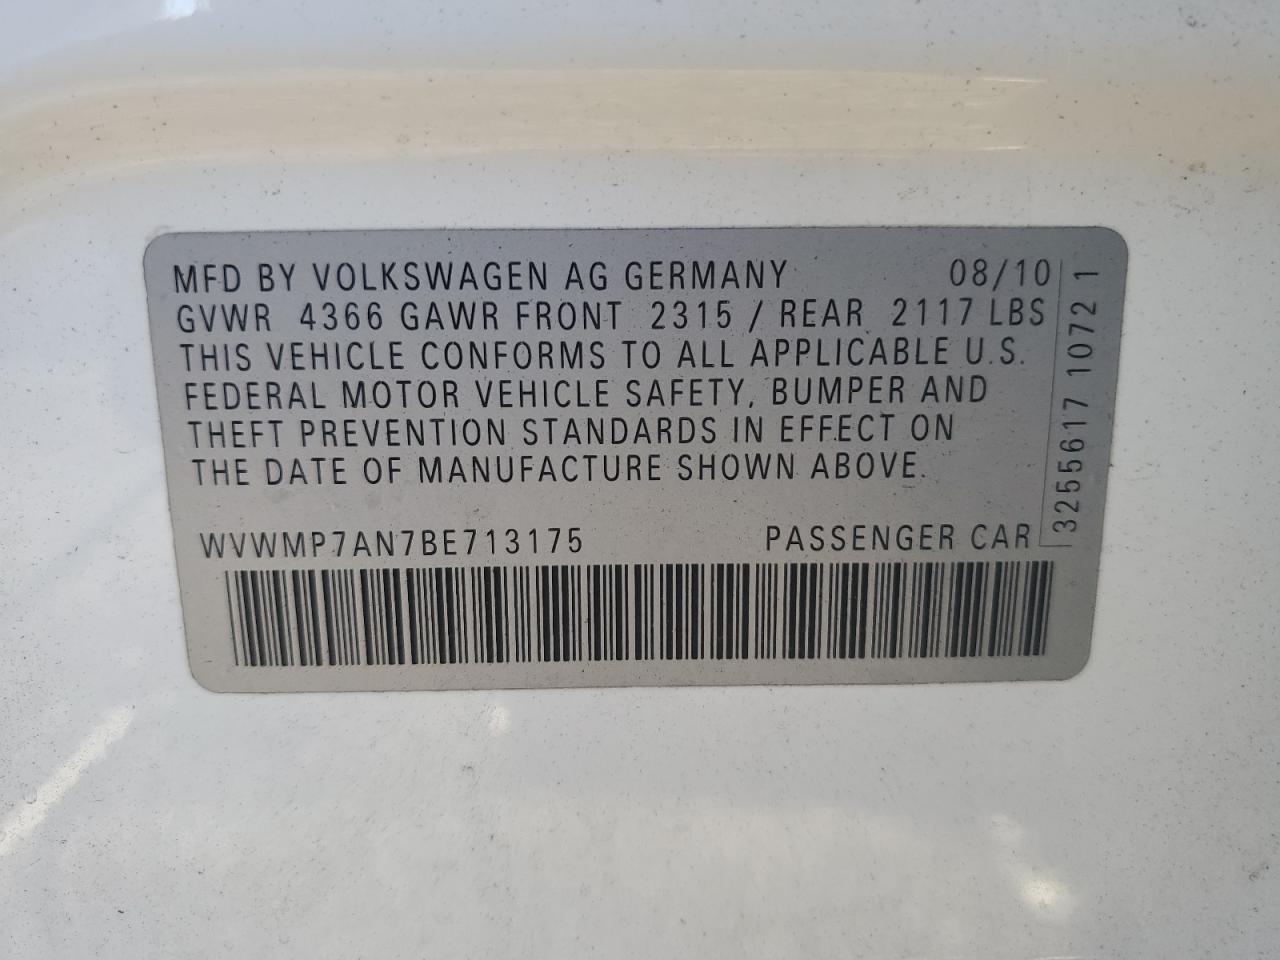 MFD BY VOLKSWAGEN AG GERMANY 08/10
GVWR 4366 GAWR FRONT 2315 / REAR 2117 LBS
THIS VEHICLE CONFORMS TO ALL APPLICABLE U.S.
FEDERAL MOTOR VEHICLE SAFETY, BUMPER AND
THEFT PREVENTION STANDARDS IN EFFECT ON
THE DATE OF MANUFACTURE SHOWN ABOVE.
WVWMP7AN7BE713175 PASSENGER CAR
3255617 1072 1